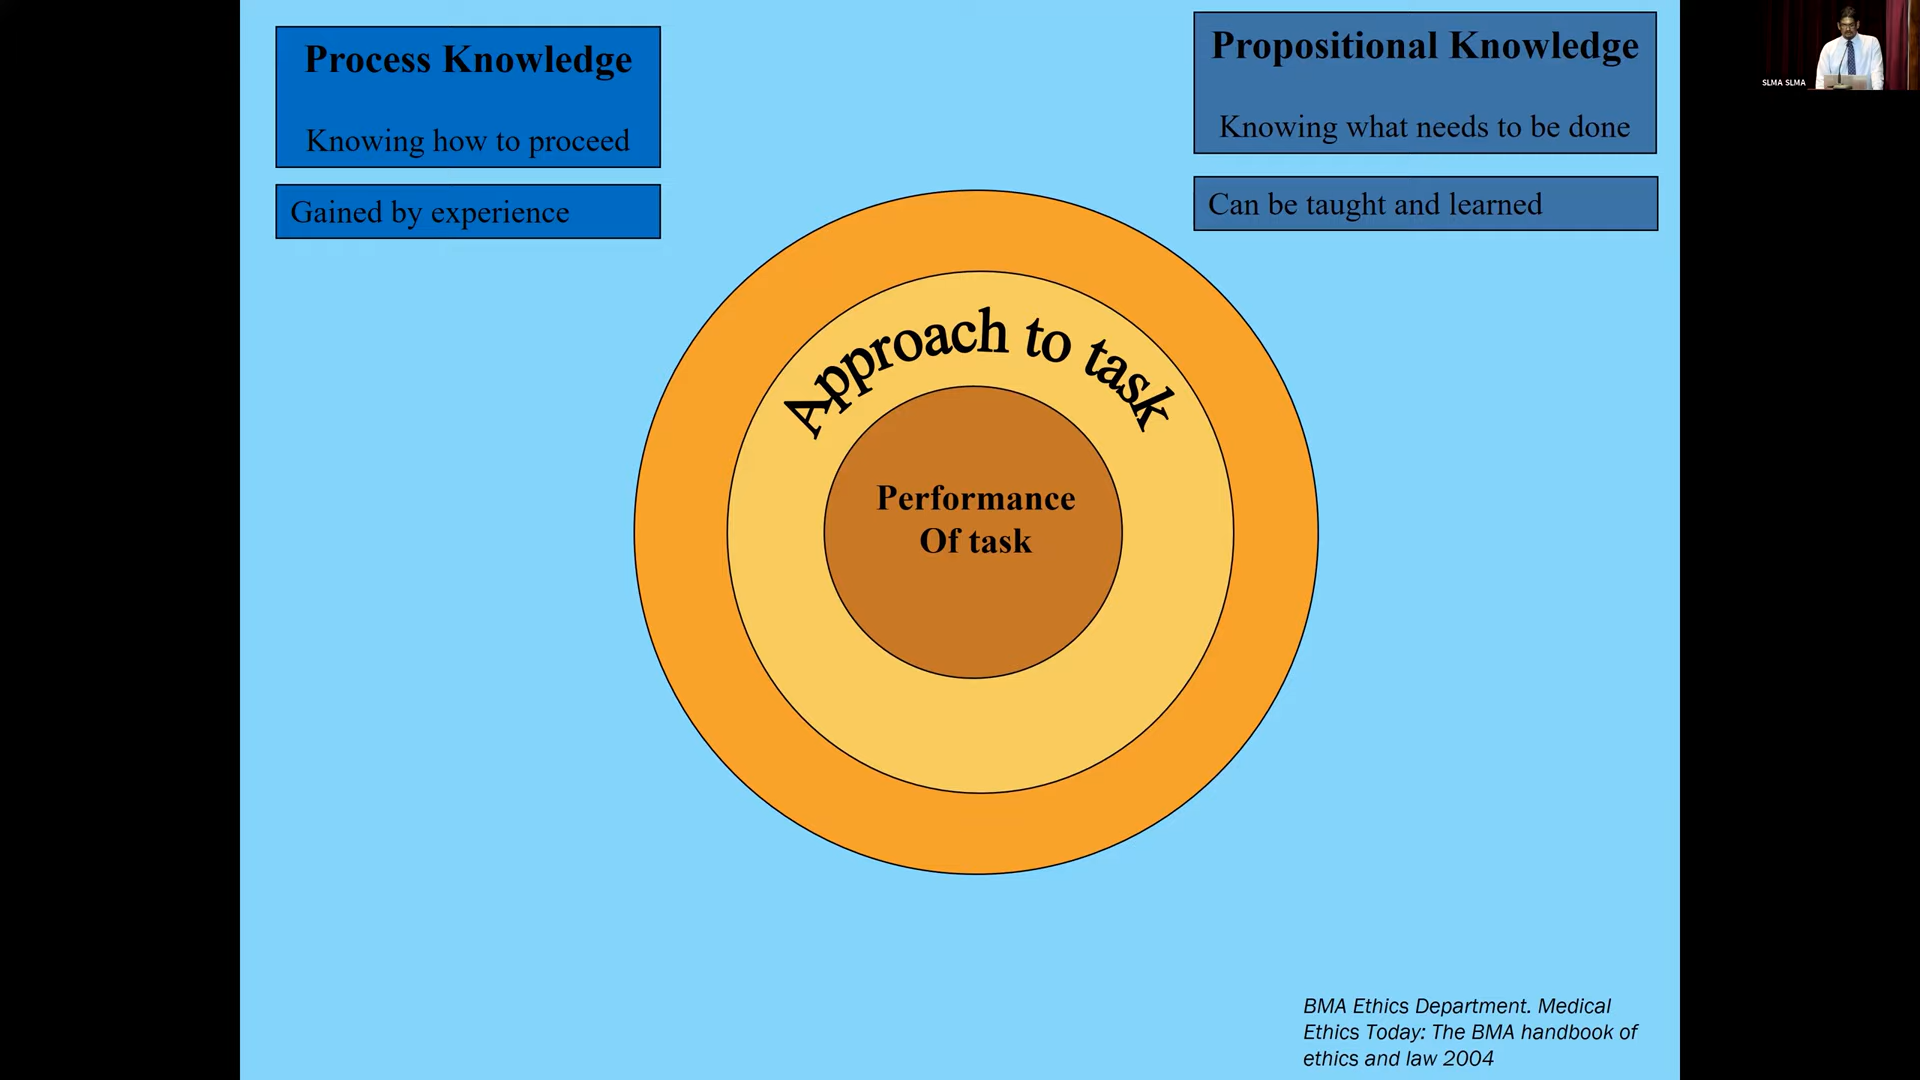 Process Knowledge
Knowing how to proceed
Gained by experience
Propositional Knowledge
Knowing what needs to be done
Can be taught and learned
SLMA SLMA
Approach to task
Performance
Of task
BMA Ethics Department. Medical
Ethics Today: The BMA handbook of
ethics and law 2004